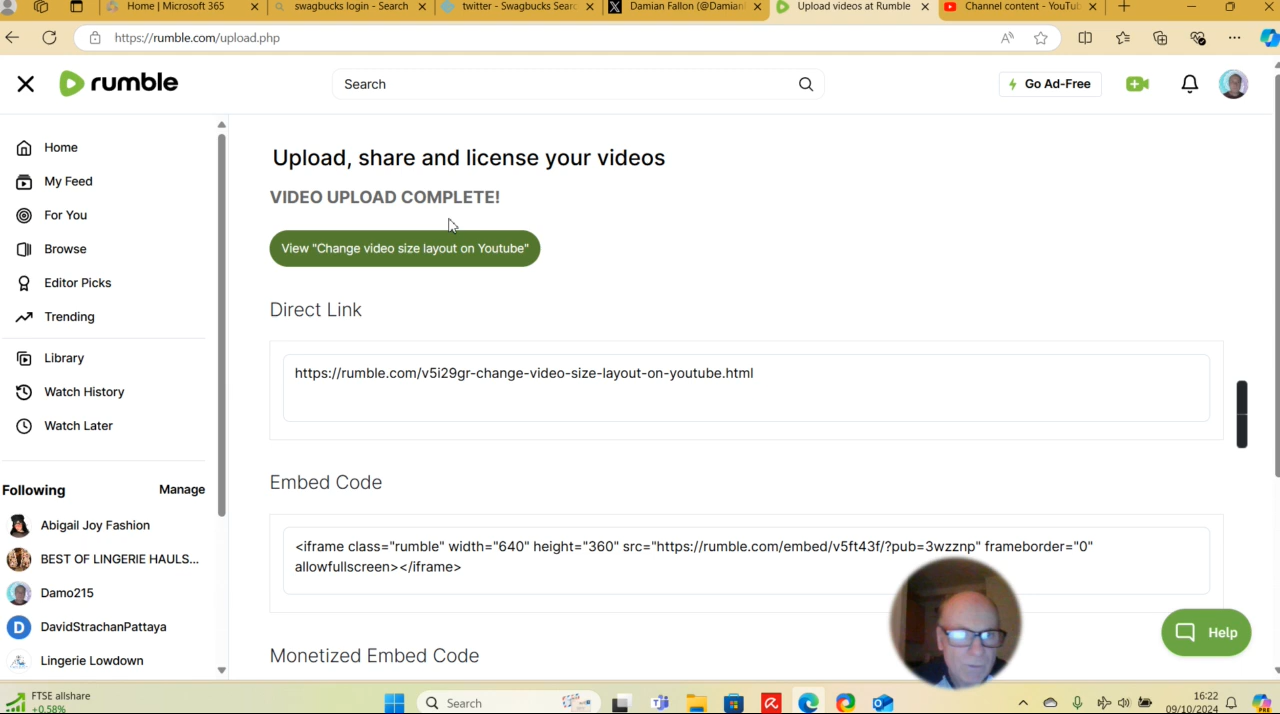 Home | Microsoft 365
swagbucks login - Search
twitter - Swagbucks Sear
Damian Fallon (@Damian
Upload videos at Rumble
Channel content - YouTub
https://rumble.com/upload.php
rumble
Search
Go Ad-Free
Home
My Feed
For You
Browse
Editor Picks
Trending
Library
Watch History
Watch Later
Following
Manage
Abigail Joy Fashion
BEST OF LINGERIE HAULS...
Damo215
DavidStrachanPattaya
Lingerie Lowdown
Upload, share and license your videos
VIDEO UPLOAD COMPLETE!
View "Change video size layout on Youtube"
Direct Link
https://rumble.com/v5i29gr-change-video-size-layout-on-youtube.html
Embed Code
<iframe class="rumble" width="640" height="360" src="https://rumble.com/embed/v5ft43f/?pub=3wzznp" frameborder="0"
allowfullscreen></iframe>
Monetized Embed Code
Help
FTSE allshare
+0.58%
Search
16:22
09/10/2024